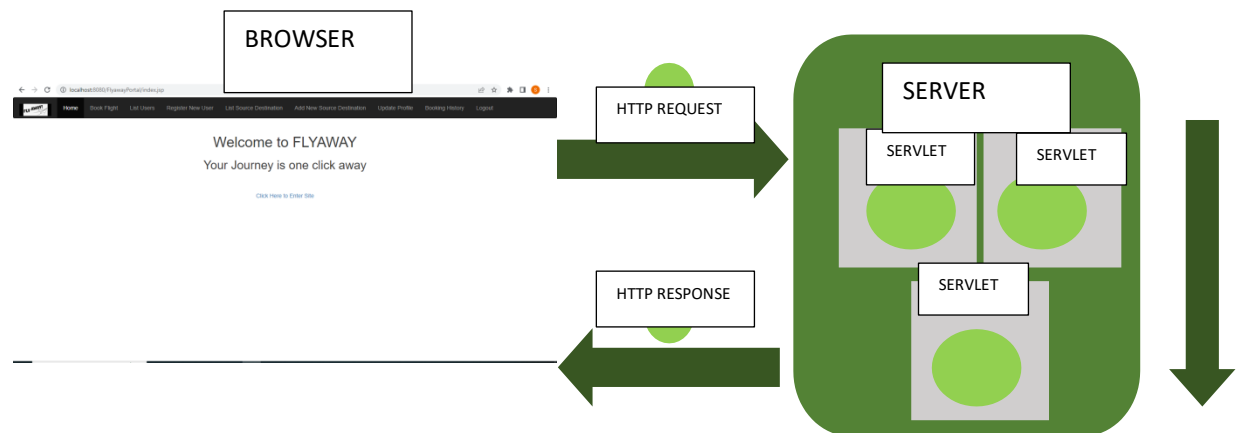 BROWSER
localhost:8080/FlyawayPortal/index.jsp
FLY AWAY
Home Book Flight List Users Register New User List Source Destination Add New Source Destination Update Profile Booking History Logout
Welcome to FLYAWAY
Your Journey is one click away
Click Here to Enter Site
HTTP REQUEST
HTTP RESPONSE
SERVER
SERVLET
SERVLET
SERVLET